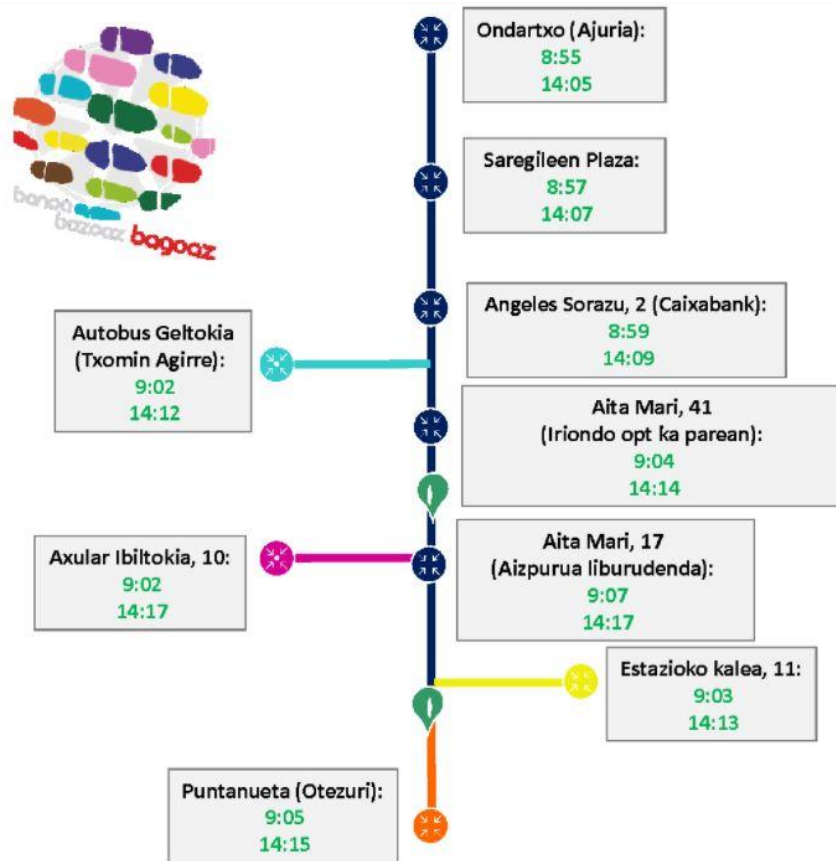 banoa
bazoaz bagoaz
Ondartxo (Ajuria):
8:55
14:05
Saregileen Plaza:
8:57
14:07
Angeles Sorazu, 2 (Caixabank):
8:59
14:09
Autobus Geltokia
(Txomin Agirre):
9:02
14:12
Aita Mari, 41
(Iriondo opt ka parean):
9:04
14:14
Axular Ibiltokia, 10:
9:02
14:17
Aita Mari, 17
(Aizpurua liburudenda):
9:07
14:17
Estazioko kalea, 11:
9:03
14:13
Puntanueta (Otezuri):
9:05
14:15